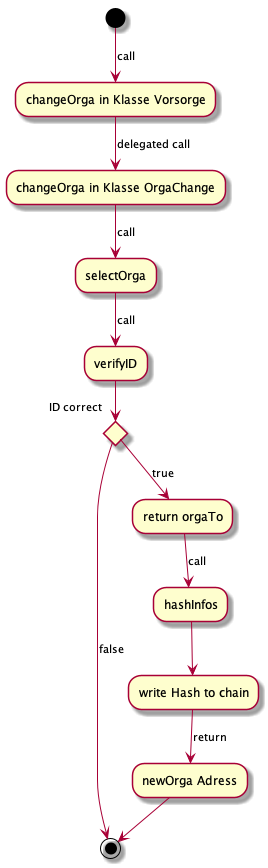 call
changeOrga in Klasse Vorsorge
delegated call
changeOrga in Klasse OrgaChange
call
selectOrga
call
verifyID
ID correct
true
return orgaTo
call
hashInfos
false
write Hash to chain
return
newOrga Adress